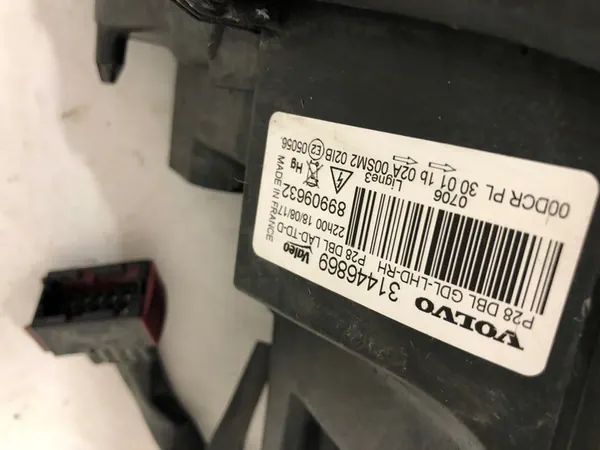 VOLVO
P28 DBL GDL-LHD-RH
31446869
P28 DBL LAD-TD-D
Valeo
22h00 18/08/17
89909632
MADE IN FRANCE
0706
Ligne3
Hg
00DCR PL 30 01 1b 02A 00SM2 02IB E2 05056.